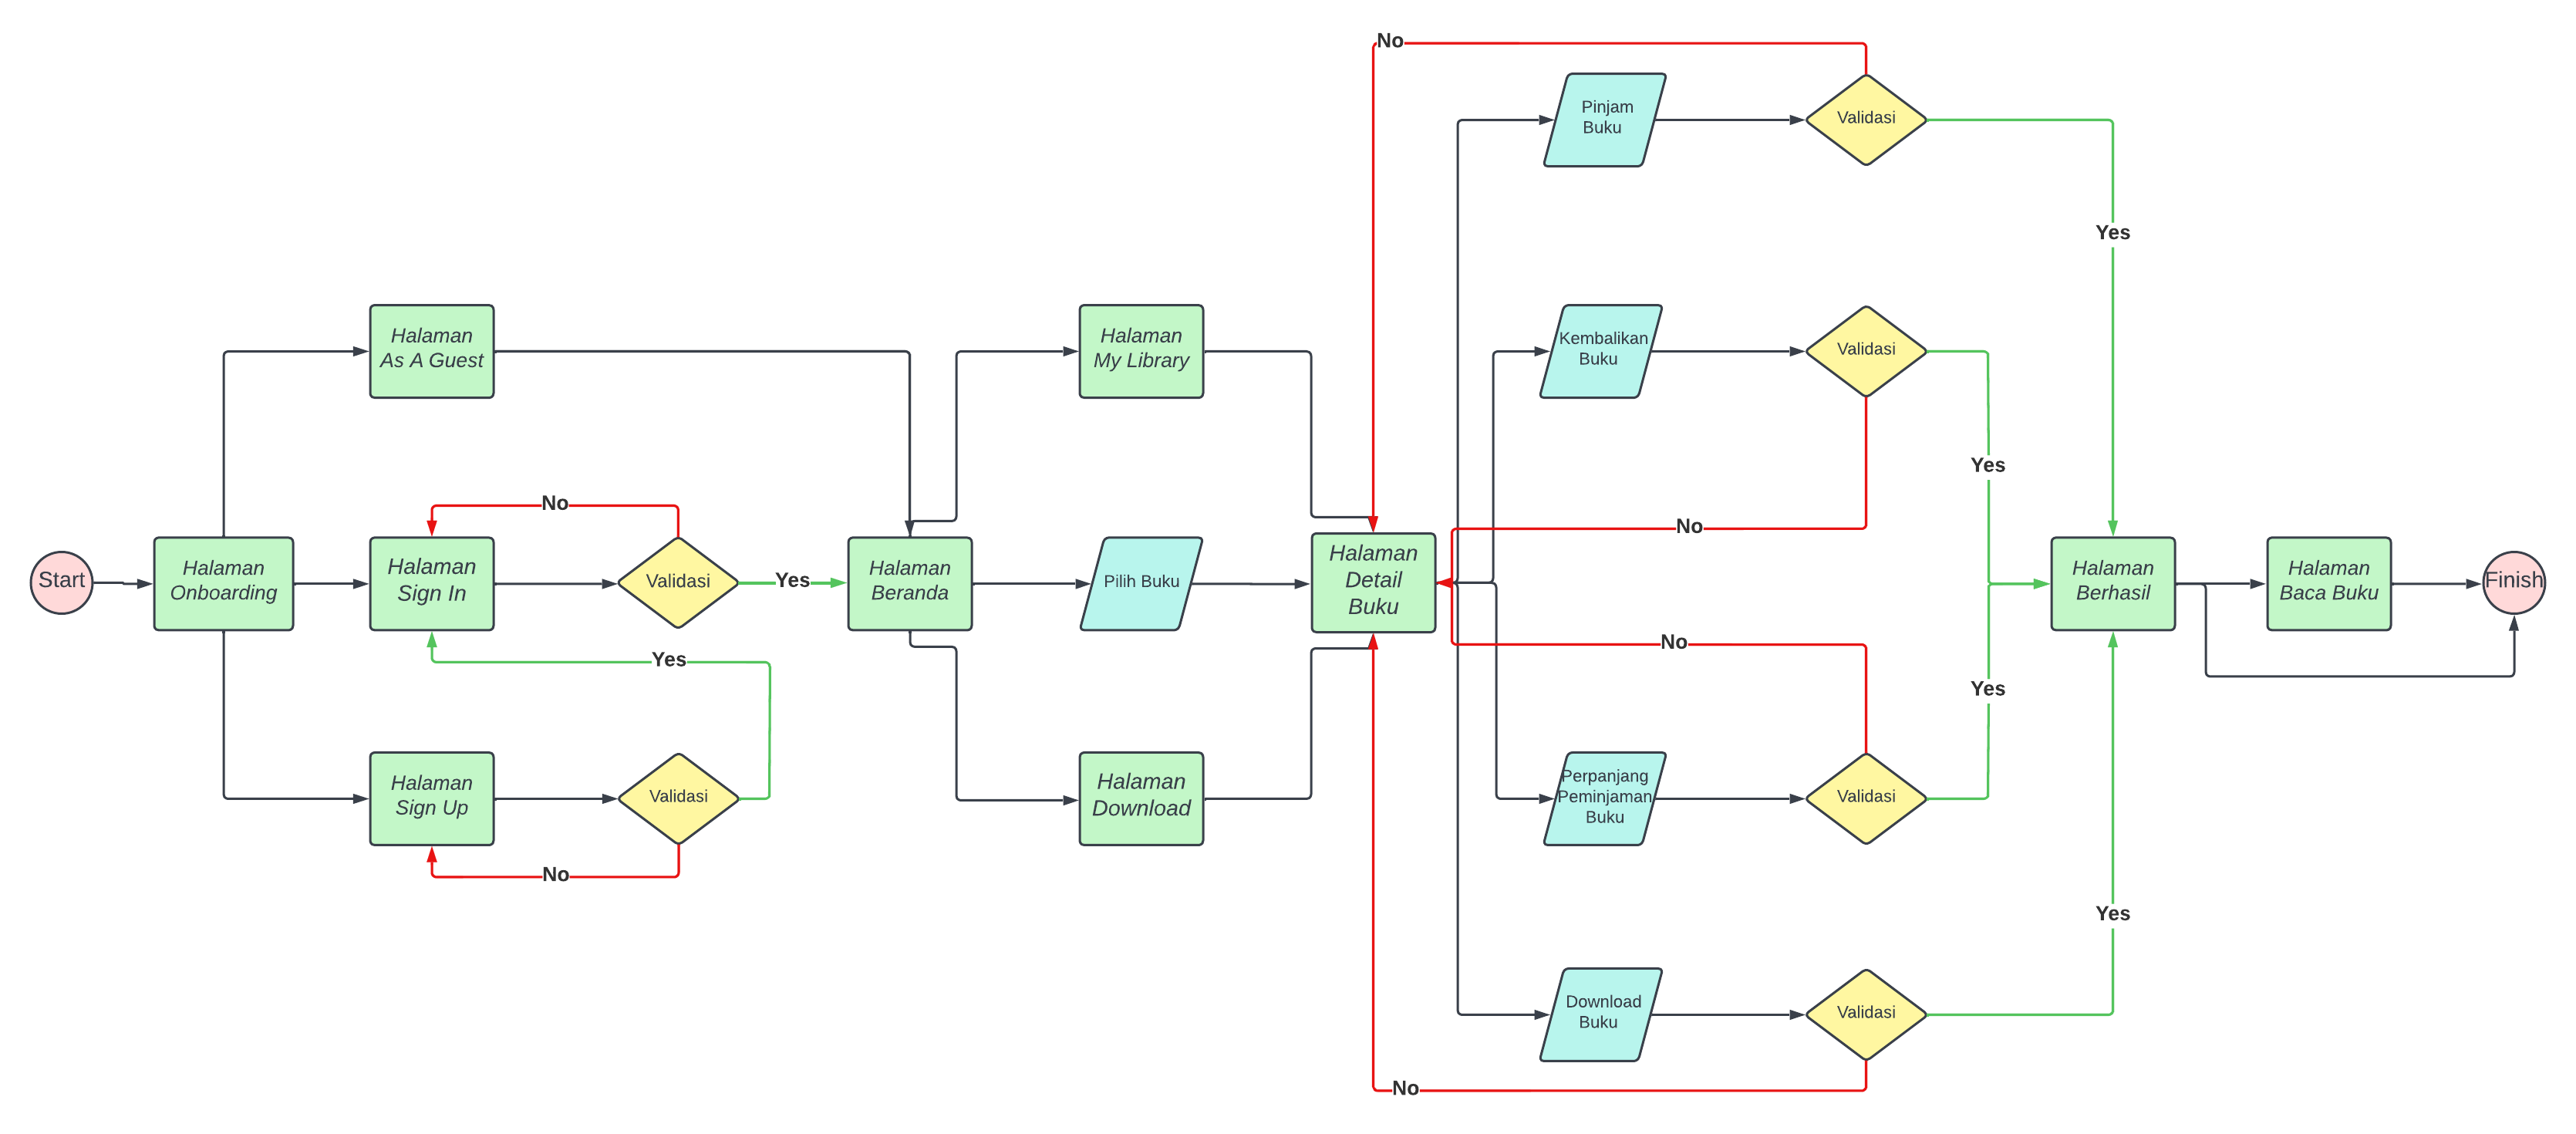 Start
Halaman
Onboarding
Halaman
As A Guest
No
Halaman
Sign In
Validasi
Yes
Yes
Halaman
Sign Up
Validasi
No
Halaman
Beranda
Halaman
My Library
Pilih Buku
Halaman
Download
Halaman
Detail
Buku
No
Pinjam
Buku
Validasi
Yes
Kembalikan
Buku
Validasi
Yes
No
No
Perpanjang
Peminjaman
Buku
Validasi
Yes
Download
Buku
Validasi
Yes
No
Halaman
Berhasil
Halaman
Baca Buku
Finish